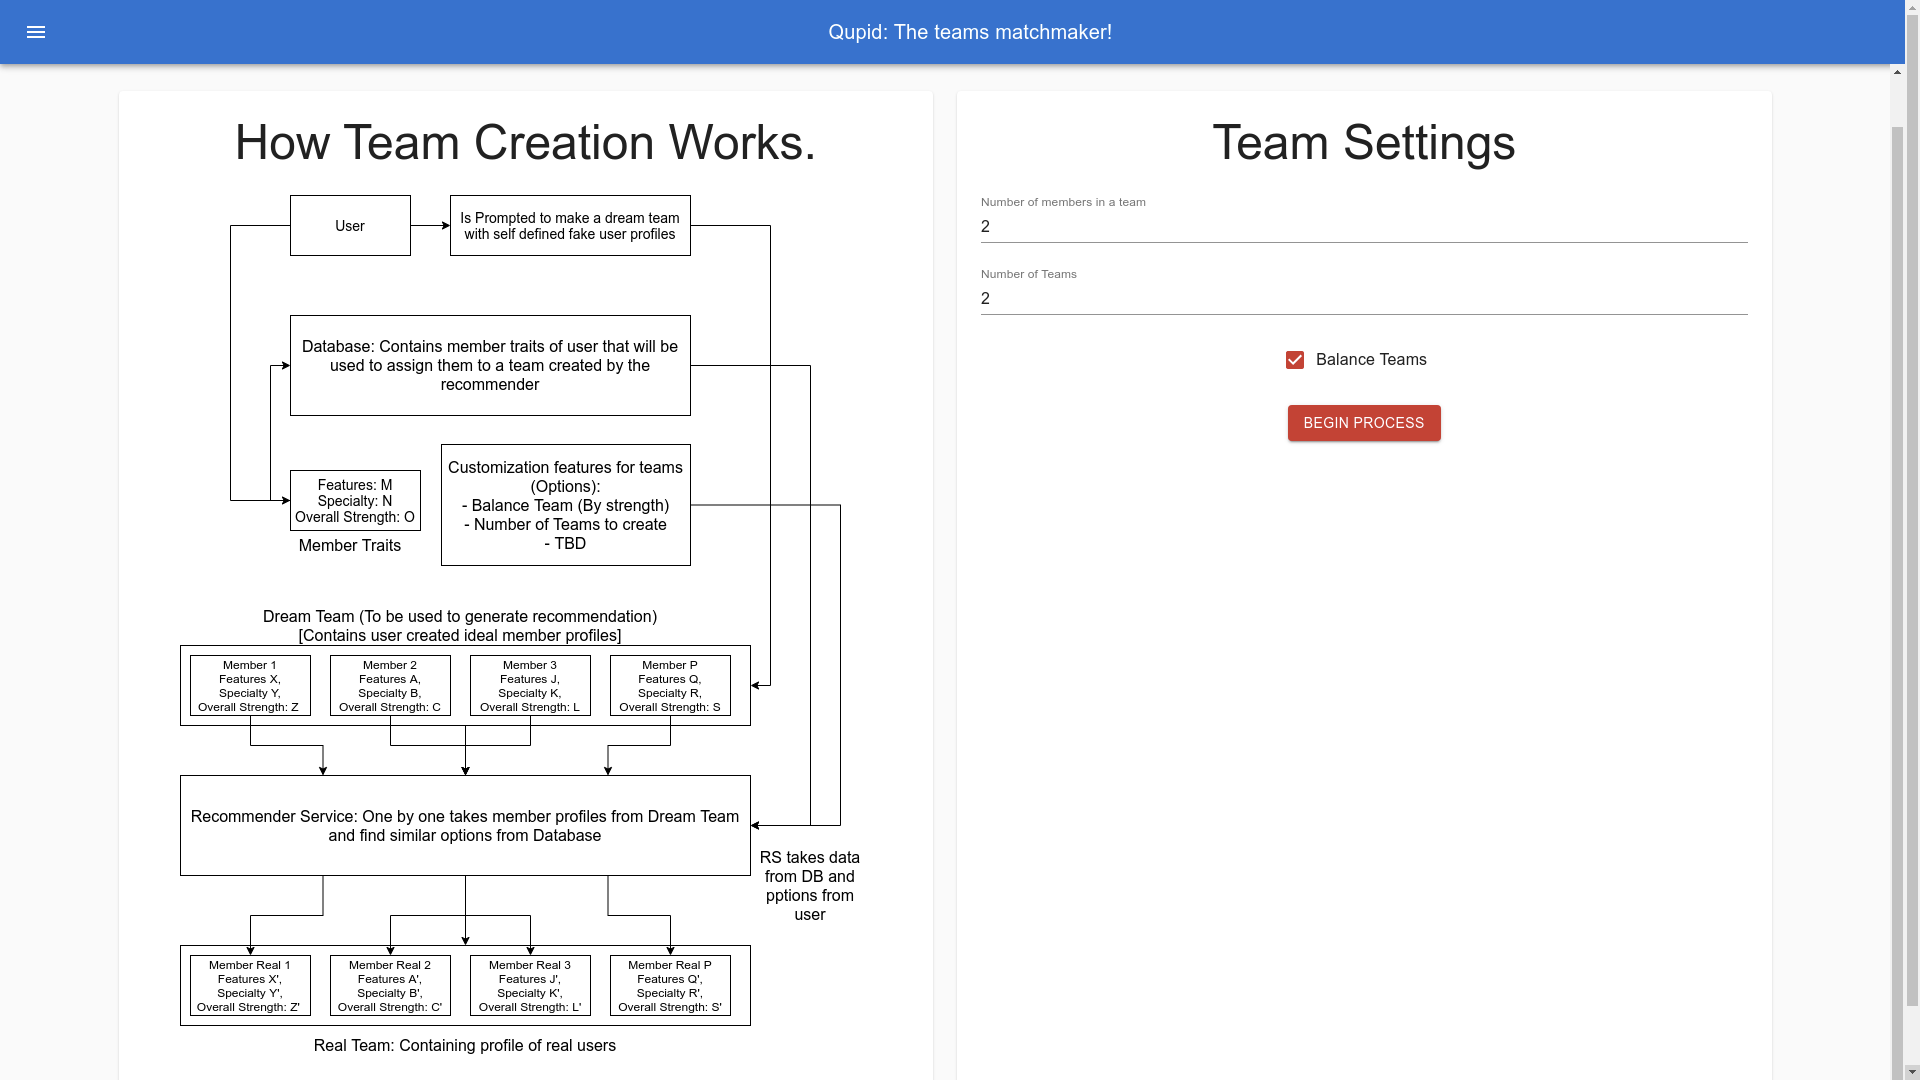 Qupid: The teams matchmaker!
How Team Creation Works.
User
Is Prompted to make a dream team
with self defined fake user profiles
Database: Contains member traits of user that will be
used to assign them to a team created by the
recommender
Features: M
Specialty: N
Overall Strength: O
Member Traits
Customization features for teams
(Options):
- Balance Team (By strength)
- Number of Teams to create
- TBD
Dream Team (To be used to generate recommendation)
[Contains user created ideal member profiles]
Member 1
Features X,
Specialty Y,
Overall Strength: Z
Member 2
Features A,
Specialty B,
Overall Strength: C
Member 3
Features J,
Specialty K,
Overall Strength: L
Member P
Features Q,
Specialty R,
Overall Strength: S
Recommender Service: One by one takes member profiles from Dream Team
and find similar options from Database
RS takes data
from DB and
pptions from
user
Member Real 1
Features X',
Specialty Y',
Overall Strength: Z'
Member Real 2
Features A',
Specialty B',
Overall Strength: C'
Member Real 3
Features J',
Specialty K',
Overall Strength: L'
Member Real P
Features Q'
Specialty R',
Overall Strength: S'
Real Team: Containing profile of real users
Team Settings
Number of members in a team
2
Number of Teams
2
Balance Teams
BEGIN PROCESS